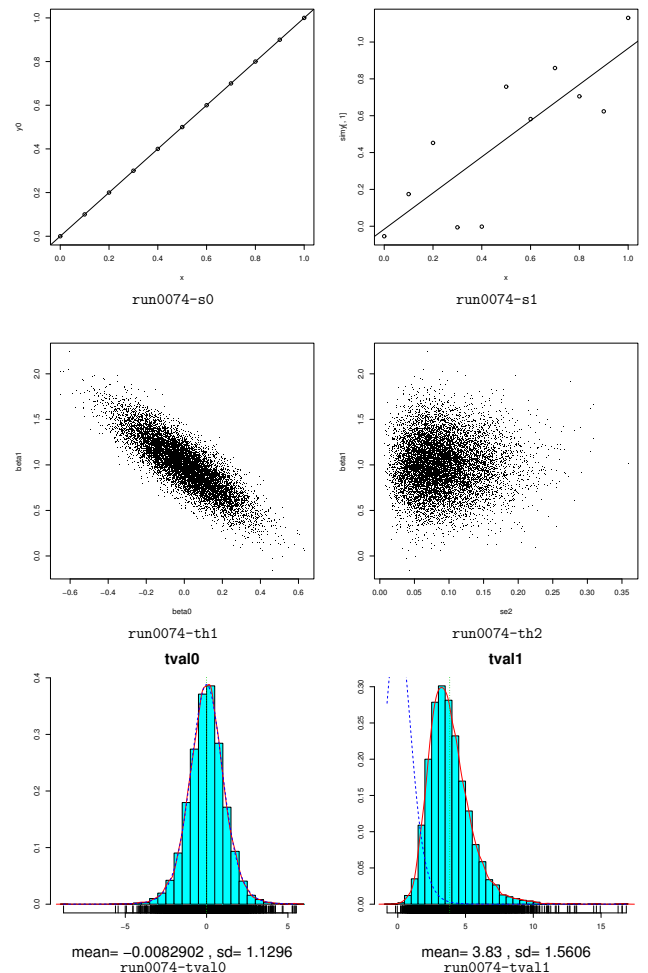 y0
1.0
0.8
0.6
0.4
0.2
0.0
0.0 0.2 0.4 0.6 0.8 1.0
x
run0074-s0
simy[, 1]
1.0
0.8
0.6
0.4
0.2
0.0
0.0 0.2 0.4 0.6 0.8 1.0
x
run0074-s1
beta1
2.0
1.5
1.0
0.5
0.0
−0.6 −0.4 −0.2 0.0 0.2 0.4 0.6
beta0
run0074-th1
beta1
2.0
1.5
1.0
0.5
0.0
0.00 0.05 0.10 0.15 0.20 0.25 0.30 0.35
se2
run0074-th2
tval0
0.4
0.3
0.2
0.1
0.0
−5 0 5
mean= −0.0082902 , sd= 1.1296
run0074-tval0
tval1
0.30
0.25
0.20
0.15
0.10
0.05
0.00
0 5 10 15
mean= 3.83 , sd= 1.5606
run0074-tval1